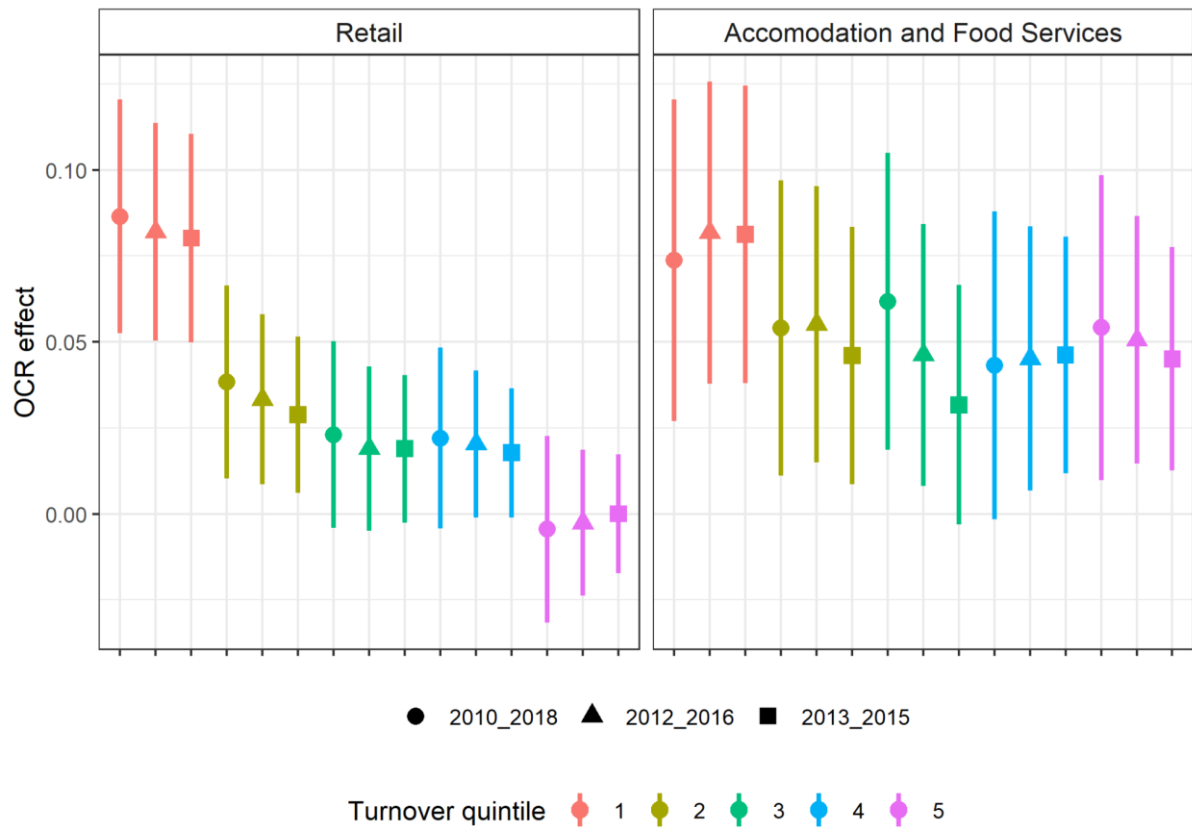 Retail
Accomodation and Food Services
OCR effect
0.10
0.05
0.00
2010_2018 2012_2016 2013_2015
Turnover quintile 1 2 3 4 5